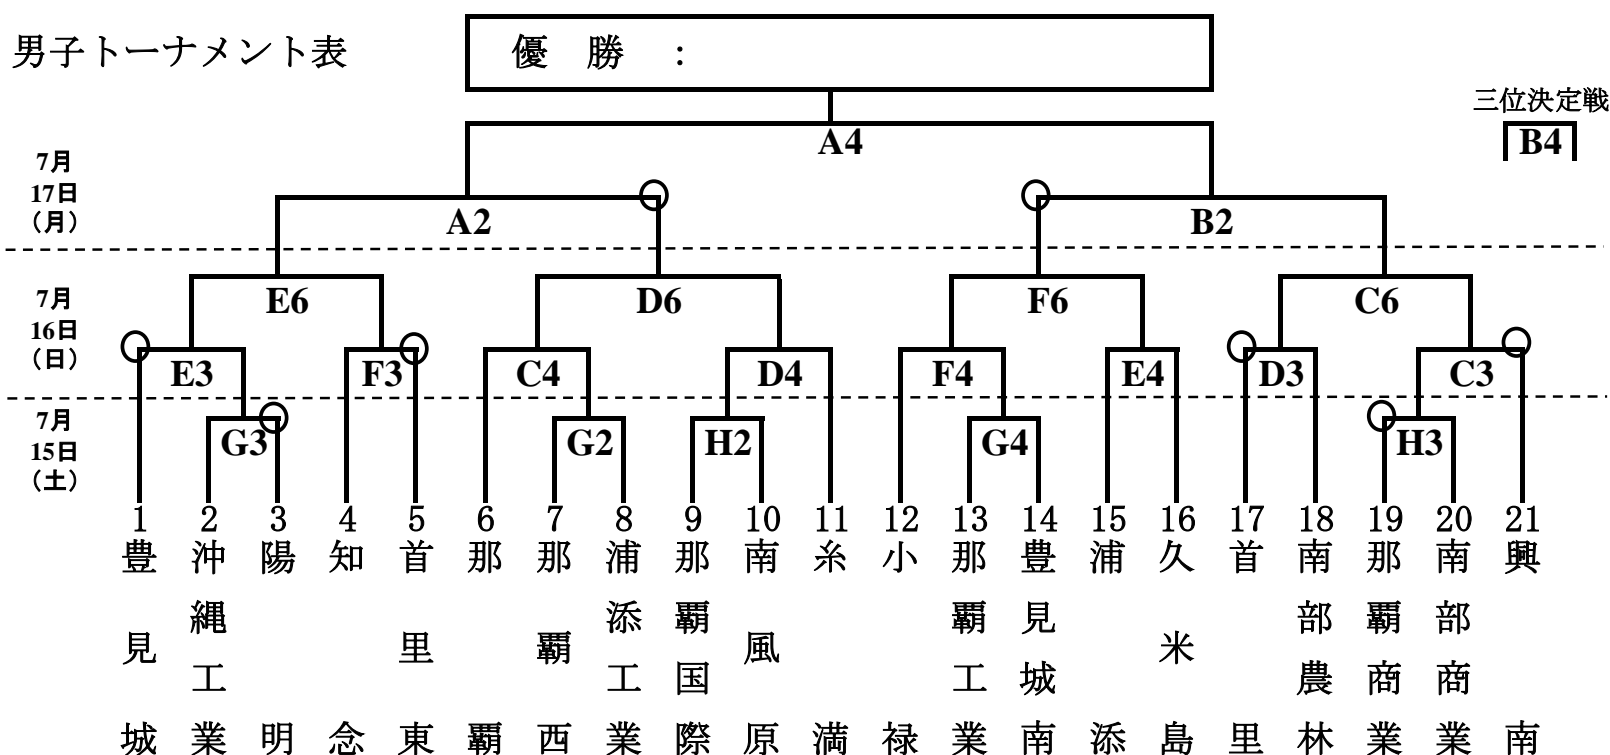 男子トーナメント表
優 勝 :
三位決定戦
B4
A4
7月
17日
(月)
A2
B2
7月
16日
(日)
E6
D6
F6
C6
E3
F3
C4
D4
F4
E4
D3
C3
7月
15日
(土)
G3
G2
H2
G4
H3
1 豊見城
2 沖縄工業
3 陽明
4 知念
5 首里東
6 那覇
7 那覇西
8 浦添工業
9 那覇国際
10 南風原
11 糸満
12 小禄
13 那覇工業
14 豊見城南
15 浦添
16 久米島
17 首里
18 南部農林
19 那覇商業
20 南部商業
21 興南